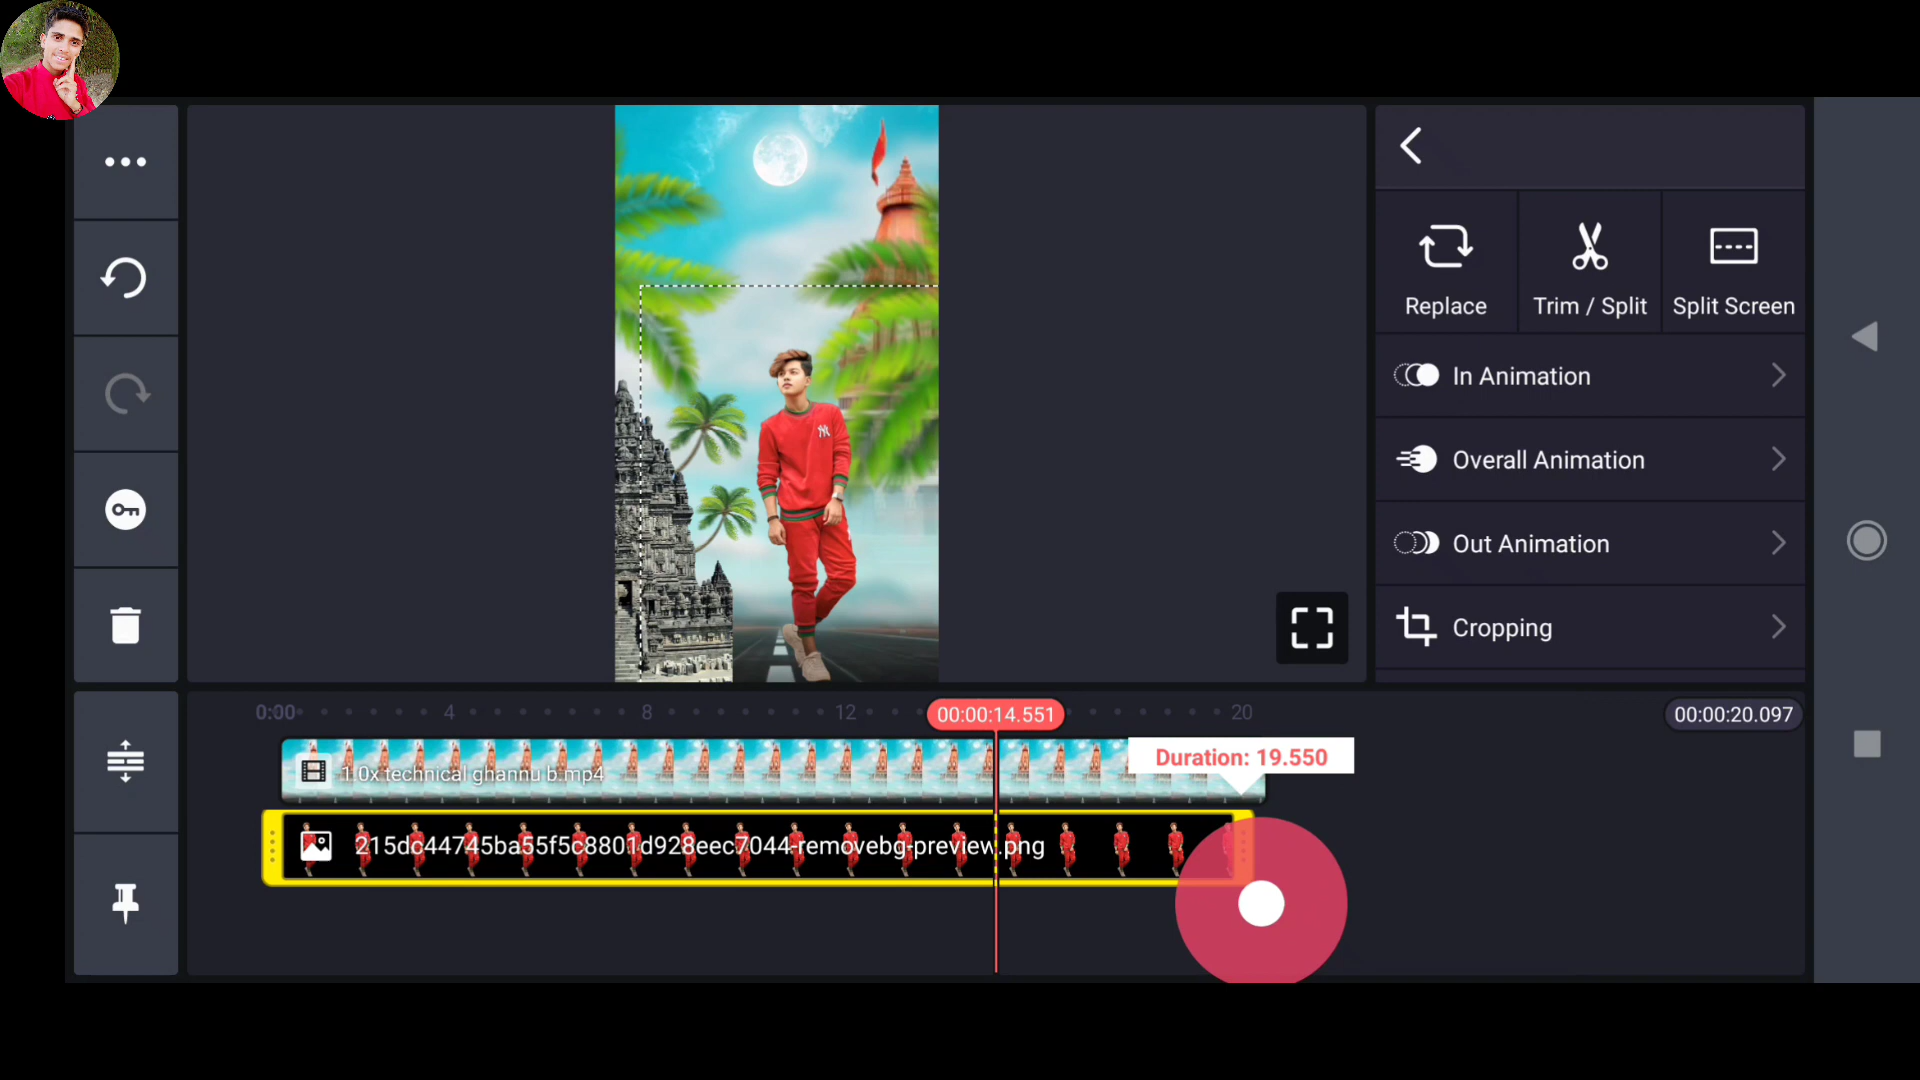 Replace
Trim / Split
Split Screen
In Animation
Overall Animation
Out Animation
Cropping
NY
0:00
4
8
12
00:00:14.551
20
00:00:20.097
1.0x technical ghannu b.mp4
Duration: 19.550
215dc44745ba55f5c8801d928eec7044-removebg-preview.png